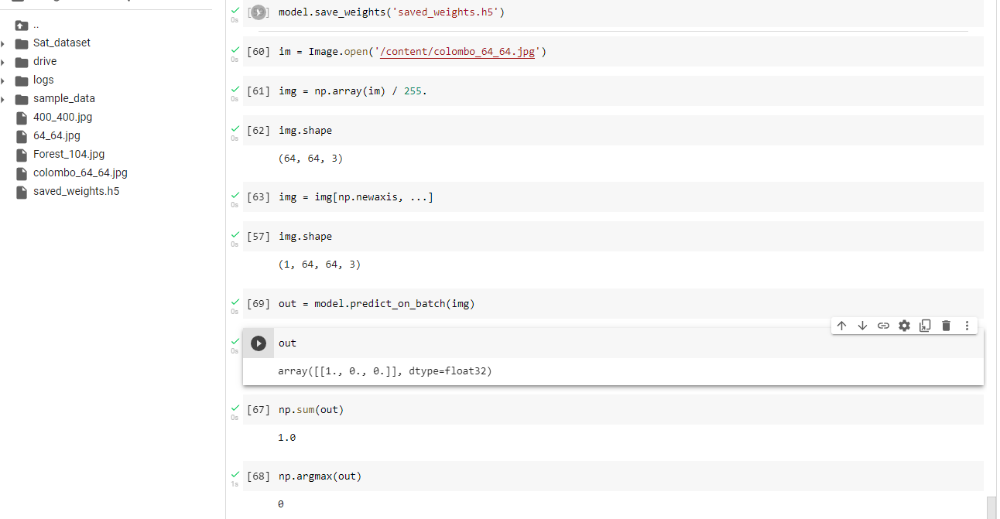 ..
Sat_dataset
drive
logs
sample_data
400_400.jpg
64_64.jpg
Forest_104.jpg
colombo_64_64.jpg
saved_weights.h5
model.save_weights('saved_weights.h5')
0s
[60] im = Image.open('/content/colombo_64_64.jpg')
0s
[61] img = np.array(im) / 255.
0s
[62] img.shape
0s
(64, 64, 3)
[63] img = img[np.newaxis, ...]
0s
[57] img.shape
0s
(1, 64, 64, 3)
[69] out = model.predict_on_batch(img)
0s
out
0s
array([[1., 0., 0.]], dtype=float32)
[67] np.sum(out)
0s
1.0
[68] np.argmax(out)
1s
0